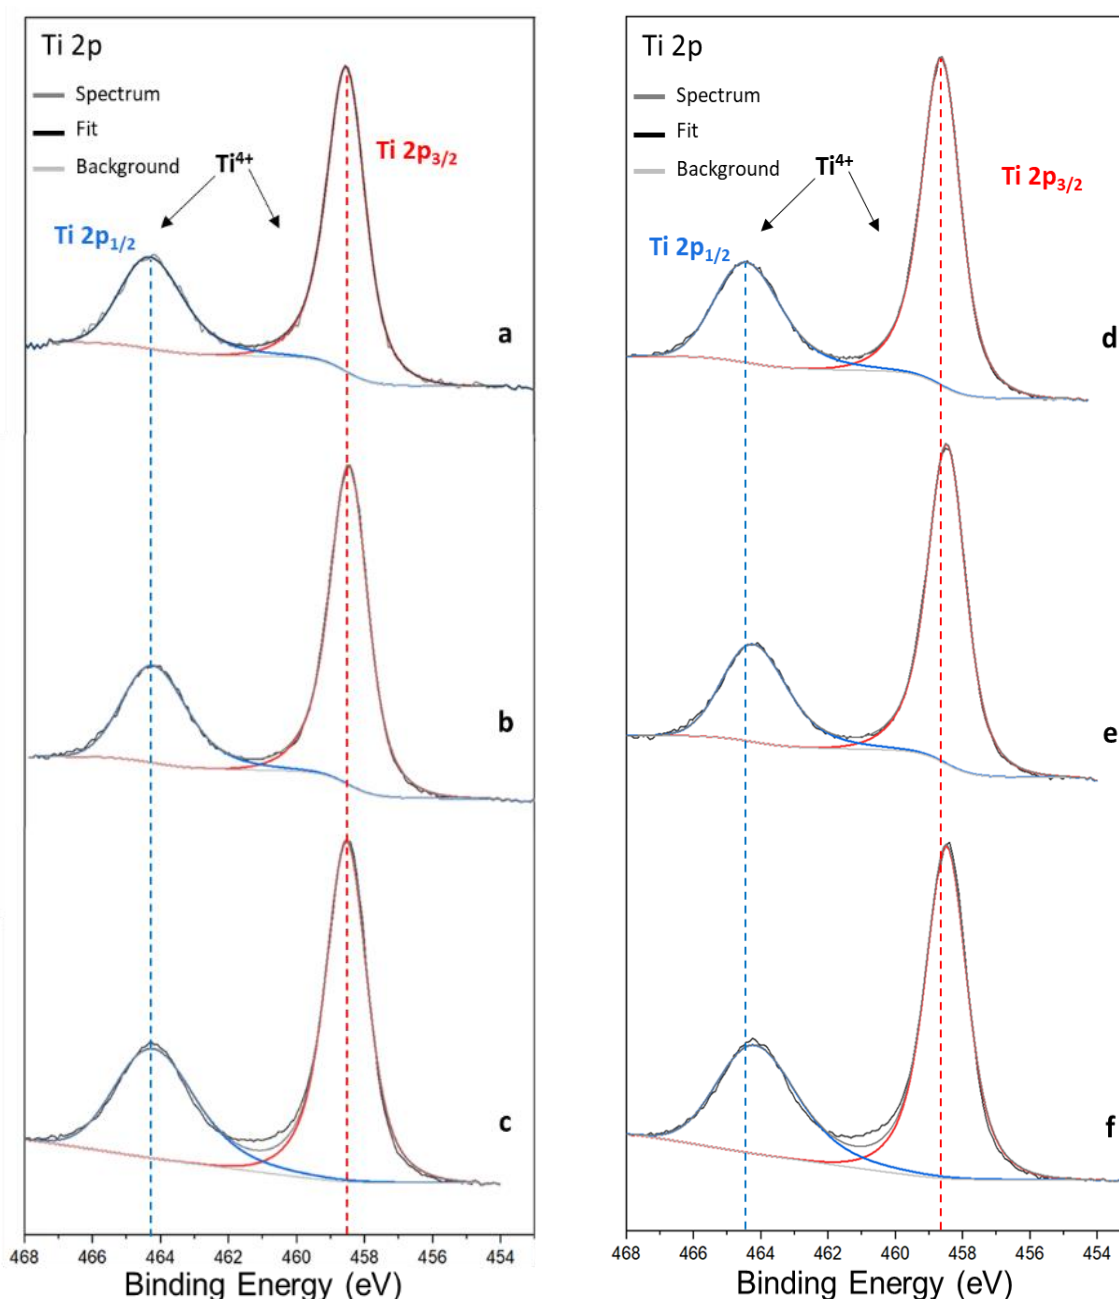 Ti 2p
Spectrum
Fit
Background
Ti⁴⁺
Ti 2p₃/₂
Ti 2p₁/₂
a
b
c
468 466 464 462 460 458 456 454
Binding Energy (eV)
Ti 2p
Spectrum
Fit
Background
Ti⁴⁺
Ti 2p₃/₂
Ti 2p₁/₂
d
e
f
468 466 464 462 460 458 456 454
Binding Energy (eV)